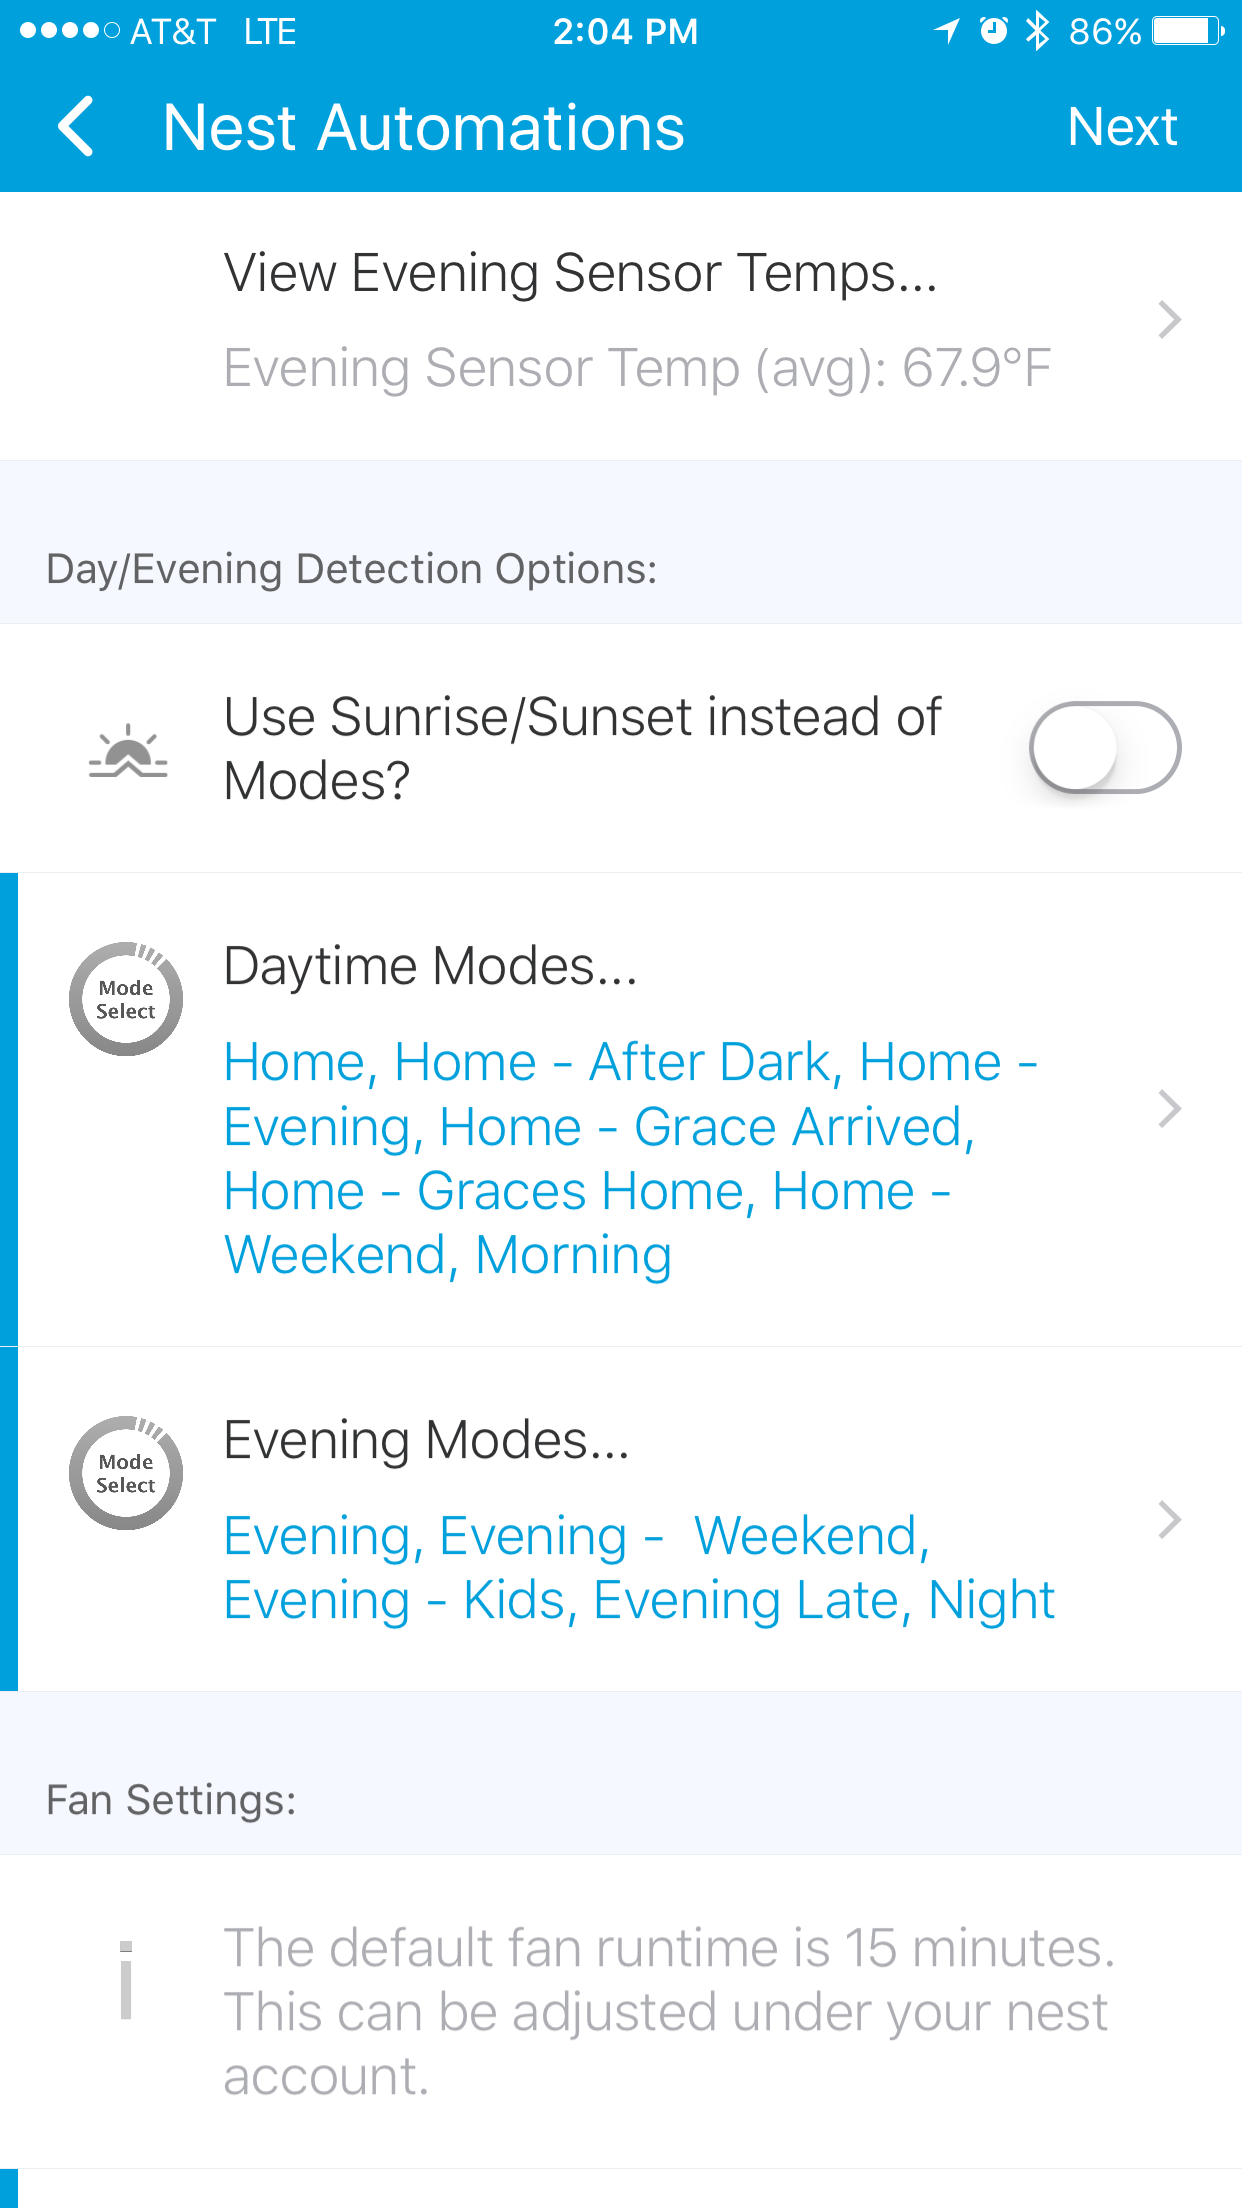 AT&T LTE 2:04 PM 86%
Nest Automations Next
View Evening Sensor Temps...
Evening Sensor Temp (avg): 67.9°F
Day/Evening Detection Options:
Use Sunrise/Sunset instead of
Modes?
Mode
Select
Daytime Modes...
Home, Home - After Dark, Home -
Evening, Home - Grace Arrived,
Home - Graces Home, Home -
Weekend, Morning
Mode
Select
Evening Modes...
Evening, Evening -  Weekend,
Evening - Kids, Evening Late, Night
Fan Settings:
The default fan runtime is 15 minutes.
This can be adjusted under your nest
account.